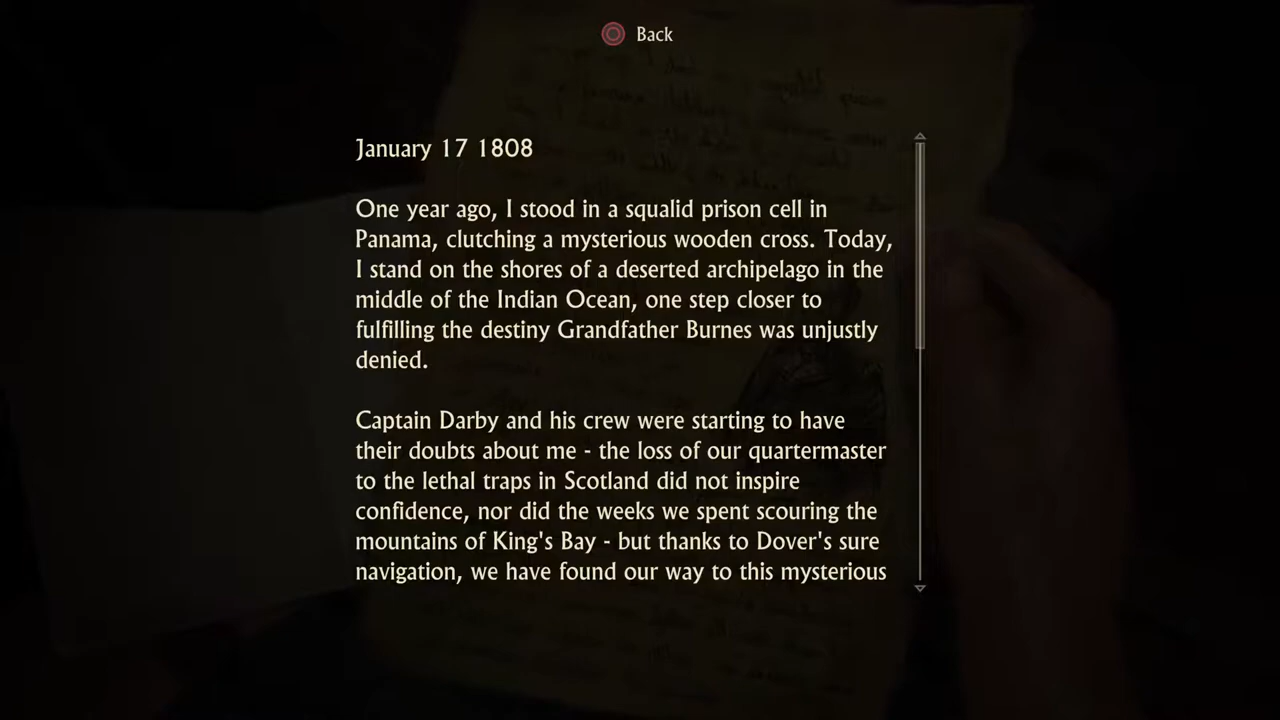 Back
January 17 1808
One year ago, I stood in a squalid prison cell in
Panama, clutching a mysterious wooden cross. Today,
I stand on the shores of a deserted archipelago in the
middle of the Indian Ocean, one step closer to
fulfilling the destiny Grandfather Burnes was unjustly
denied.
Captain Darby and his crew were starting to have
their doubts about me - the loss of our quartermaster
to the lethal traps in Scotland did not inspire
confidence, nor did the weeks we spent scouring the
mountains of King's Bay - but thanks to Dover's sure
navigation, we have found our way to this mysterious